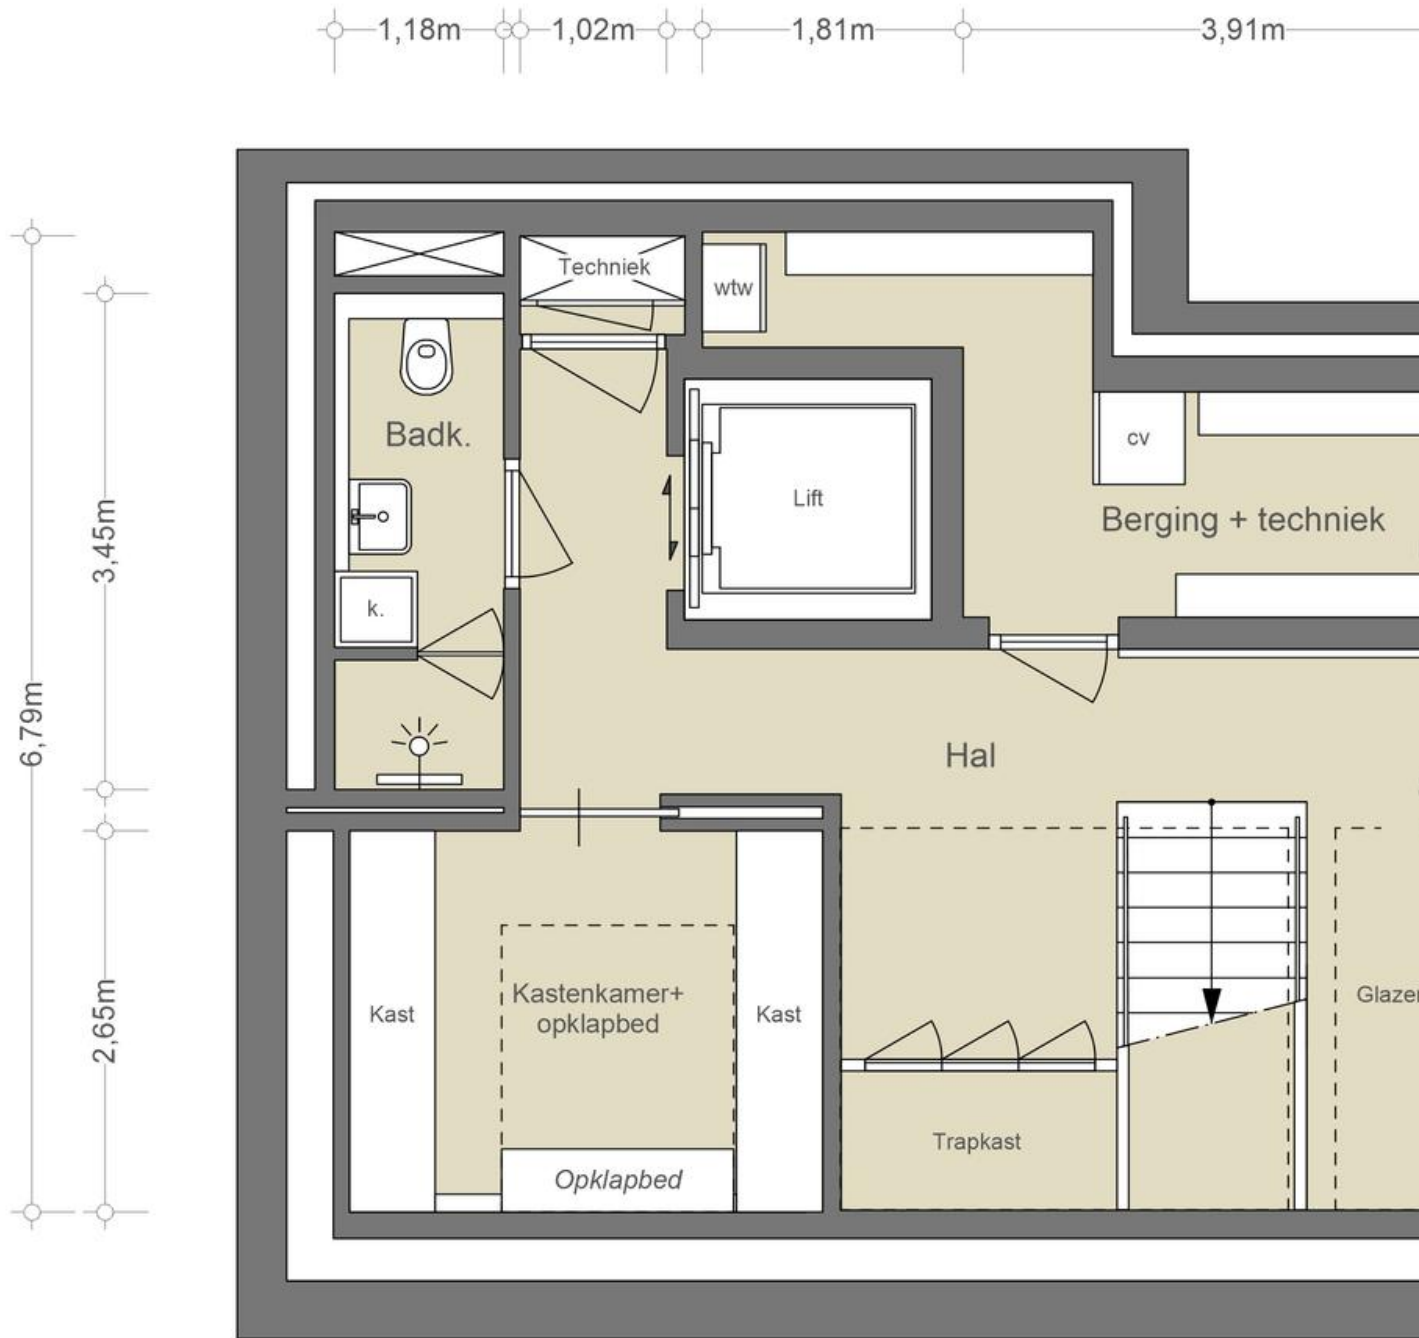 1,18m
1,02m
1,81m
3,91m
Techniek
wtw
Badk.
cv
Lift
Berging + techniek
3,45m
k.
6,79m
Hal
Kast
Kastenkamer+
opklapbed
Kast
Glazen
2,65m
Trapkast
Opklapbed